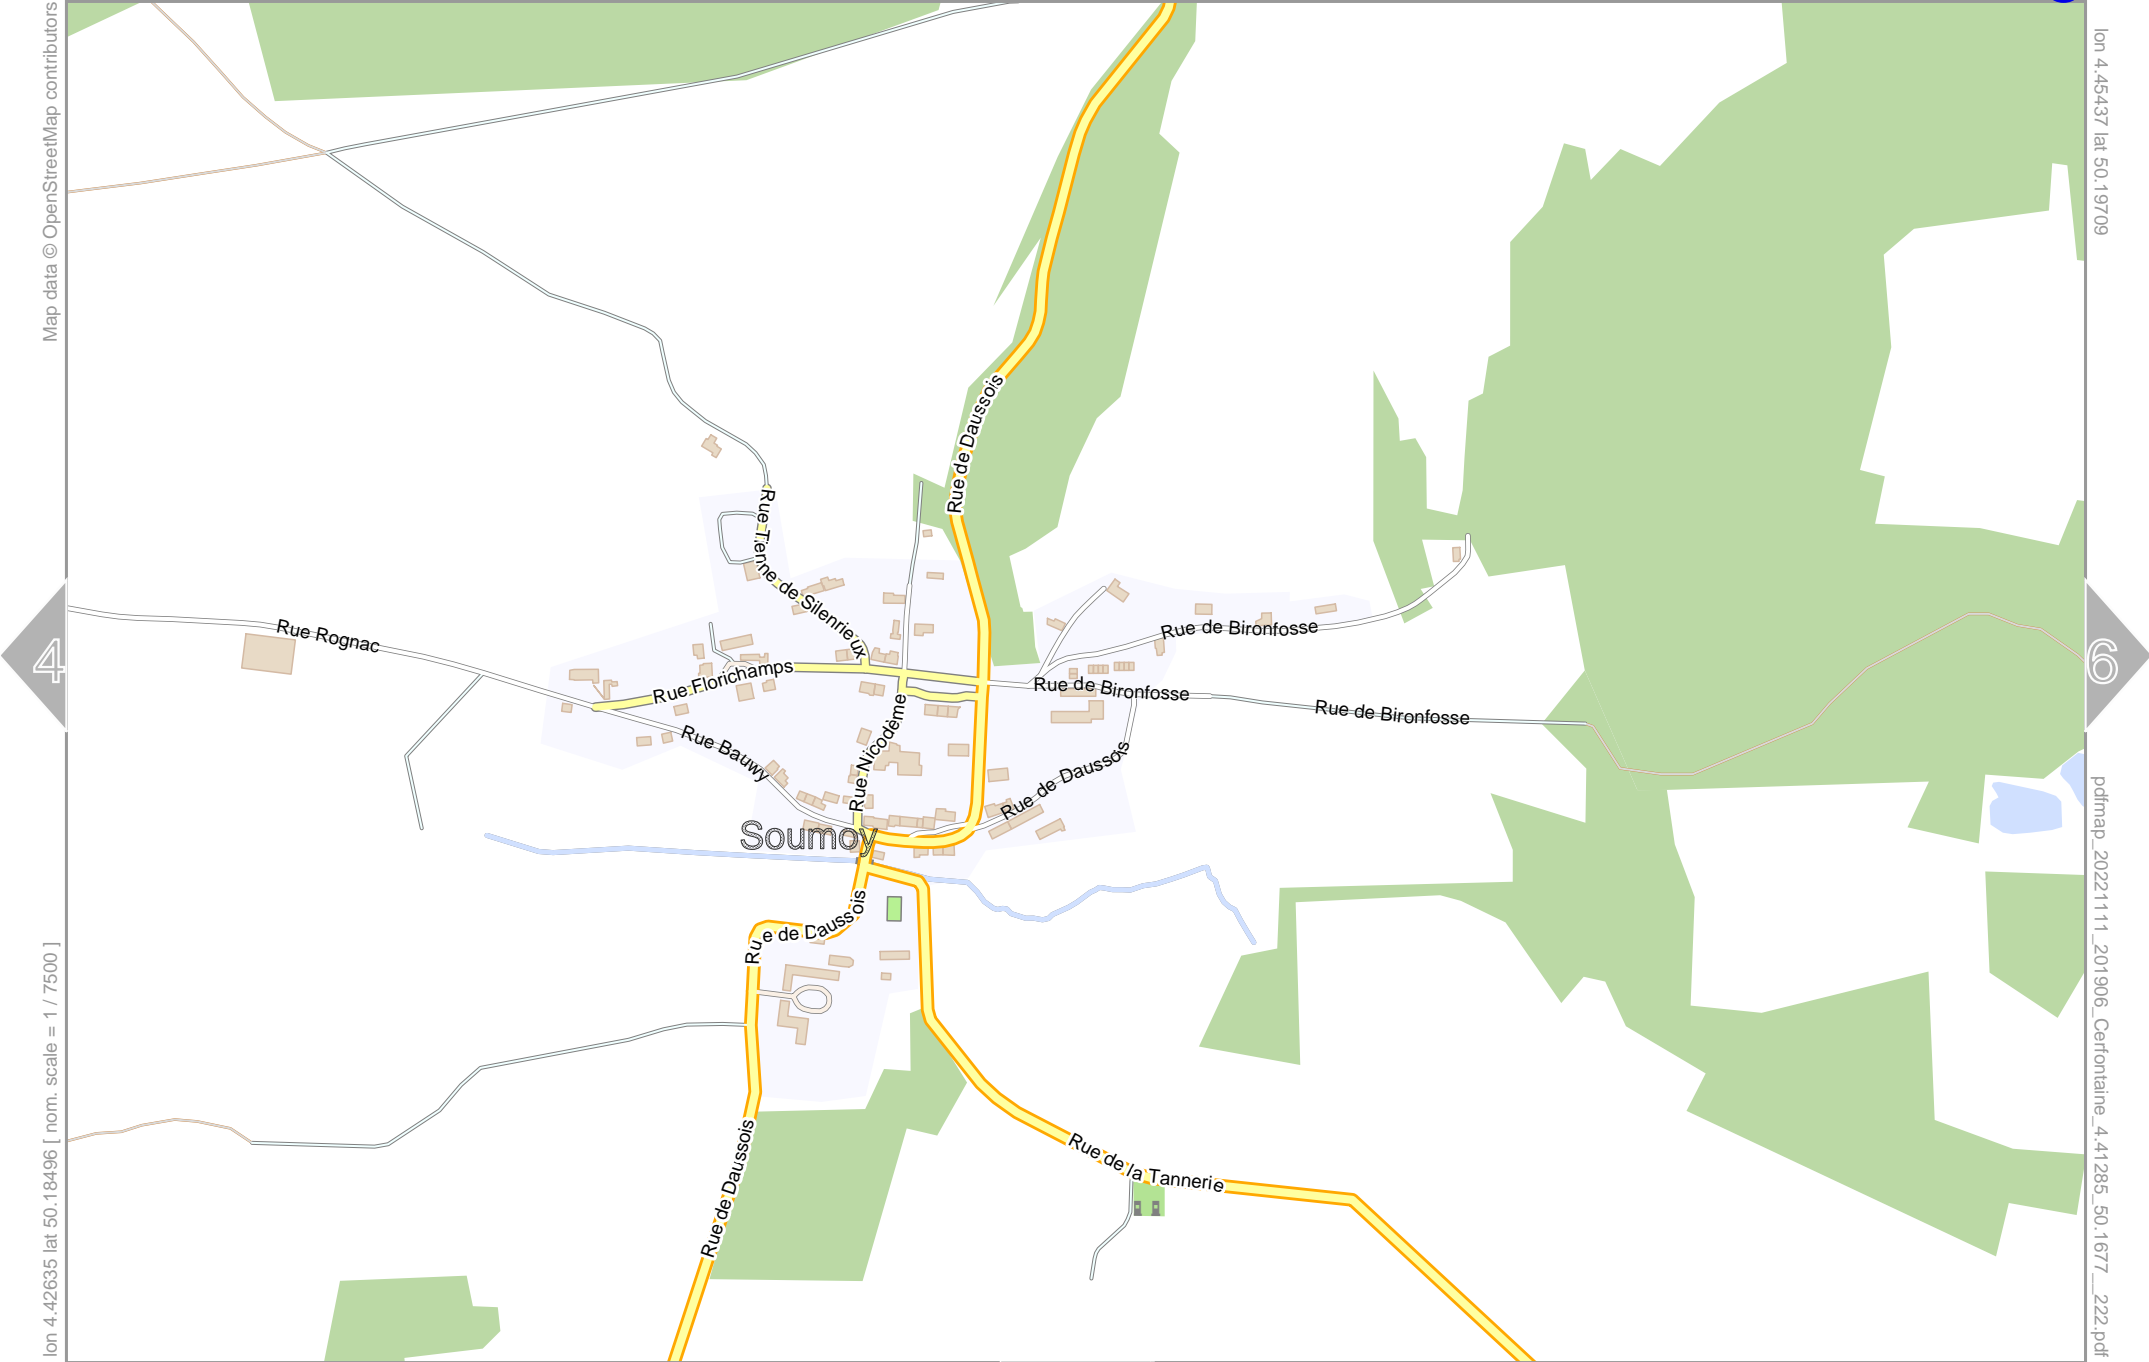 Map data © OpenStreetMap contributors
lon 4.45437 lat 50.19709
Rue de Daussois
Rue Tienne de Silenrieux
Rue Rognac
Rue de Bironfosse
4
6
Rue Florichamps
Rue de Bironfosse
Rue de Bironfosse
Rue Bauwy
Rue Nicodème
Rue de Daussois
Soumoy
Rue de Daussois
Rue de la Tannerie
Rue de Daussois
lon 4.42635 lat 50.18496 [ nom. scale = 1 / 7500 ]
pdfmap_20221111_201906_Cerfontaine_4.41285_50.1677__222.pdf